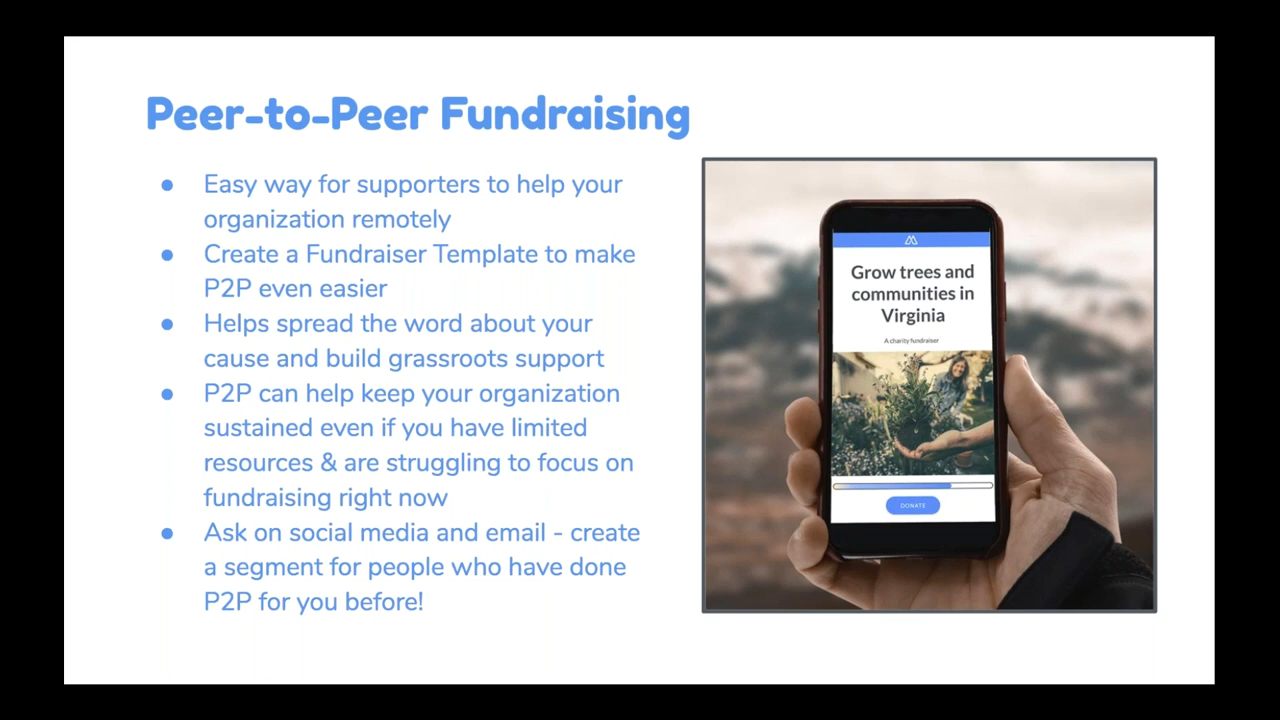 Peer-to-Peer Fundraising
● Easy way for supporters to help your
organization remotely
● Create a Fundraiser Template to make
P2P even easier
● Helps spread the word about your
cause and build grassroots support
● P2P can help keep your organization
sustained even if you have limited
resources & are struggling to focus on
fundraising right now
● Ask on social media and email - create
a segment for people who have done
P2P for you before!
Grow trees and
communities in
Virginia
A charity fundraiser
DONATE